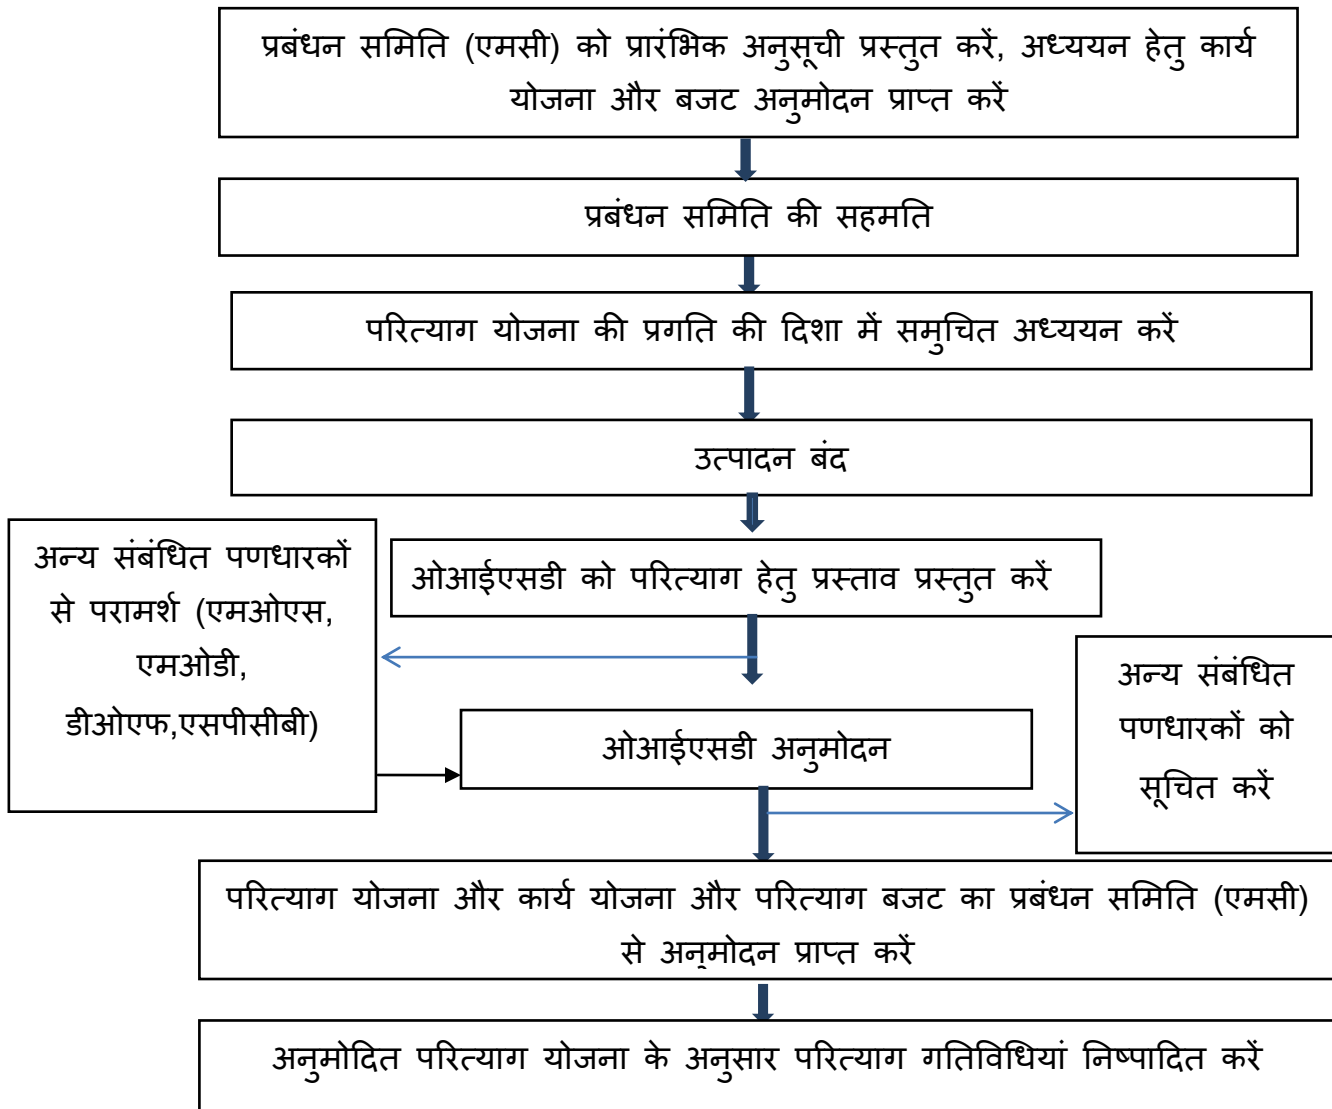 प्रबंधन समिति (एमसी) को प्रारंभिक अनुसूची प्रस्तुत करें, अध्ययन हेतु कार्य
योजना और बजट अनुमोदन प्राप्त करें
प्रबंधन समिति की सहमति
परित्याग योजना की प्रगति की दिशा में समुचित अध्ययन करें
उत्पादन बंद
ओआईएसडी को परित्याग हेतु प्रस्ताव प्रस्तुत करें
अन्य संबंधित पणधारकों
से परामर्श (एमओएस,
एमओडी,
डीओएफ,एसपीसीबी)
ओआईएसडी अनुमोदन
अन्य संबंधित
पणधारकों को
सूचित करें
परित्याग योजना और कार्य योजना और परित्याग बजट का प्रबंधन समिति (एमसी)
से अनुमोदन प्राप्त करें
अनुमोदित परित्याग योजना के अनुसार परित्याग गतिविधियां निष्पादित करें